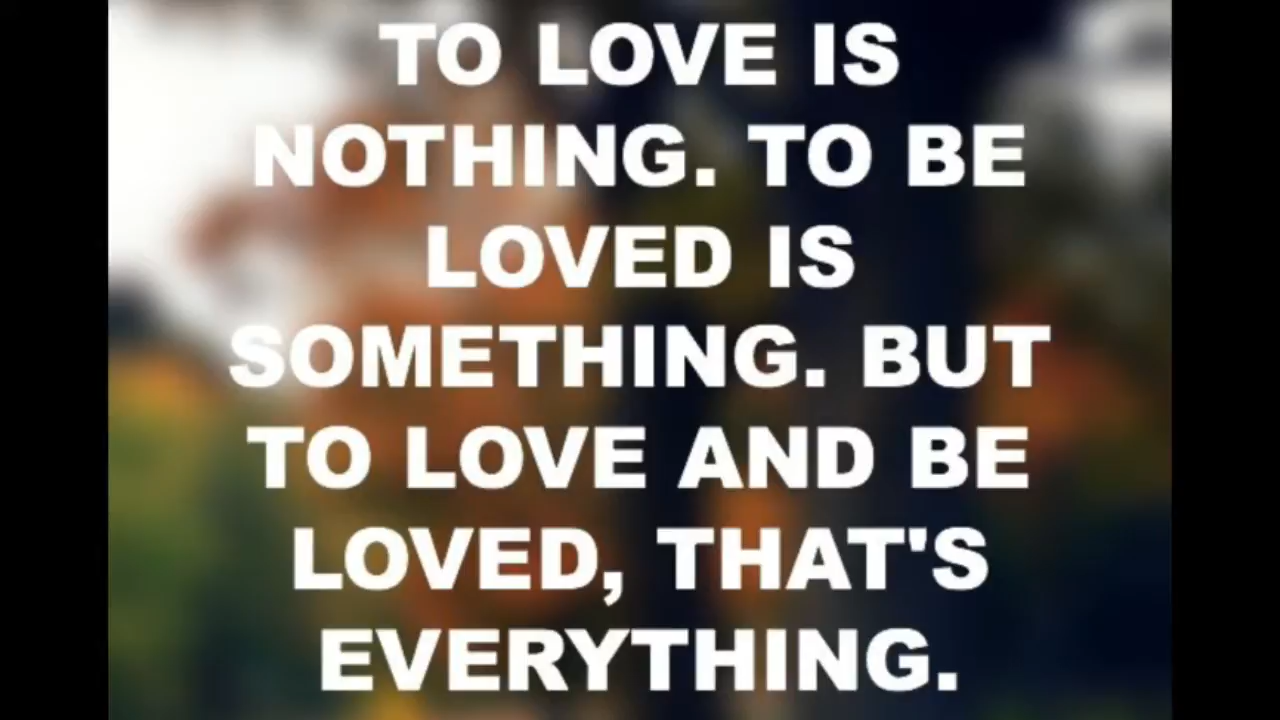 TO LOVE IS
NOTHING. TO BE
LOVED IS
SOMETHING. BUT
TO LOVE AND BE
LOVED, THAT'S
EVERYTHING.